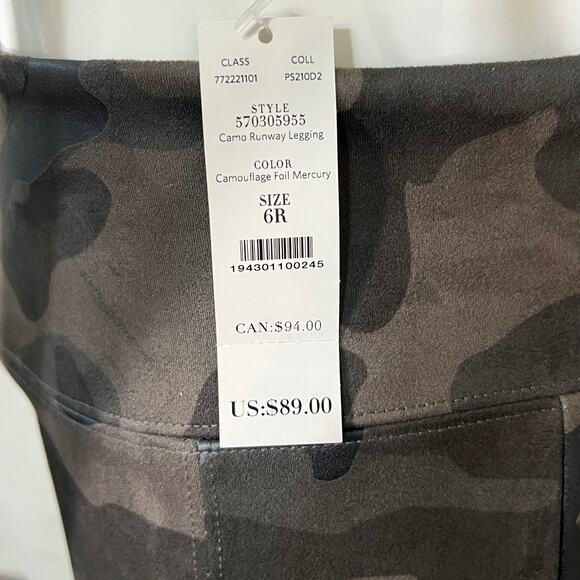 CLASS COLL
772221101 PS210D2
STYLE
570305955
Camo Runway Legging
COLOR
Camouflage Foil Mercury
SIZE
6R
194301100245
CAN:$94.00
US:$89.00